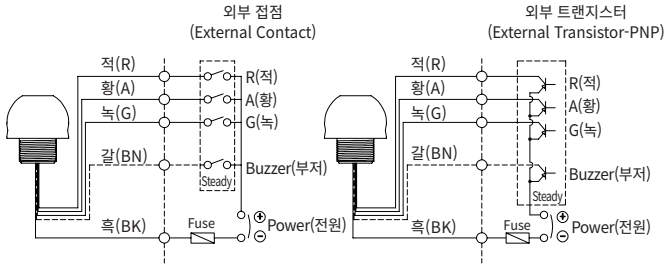 외부 접점
(External Contact)
적(R)
황(A)
녹(G)
갈(BN)
흑(BK)
R(적)
A(황)
G(녹)
Buzzer(부저)
Steady
Fuse
Power(전원)
외부 트랜지스터
(External Transistor-PNP)
적(R)
황(A)
녹(G)
갈(BN)
흑(BK)
R(적)
A(황)
G(녹)
Buzzer(부저)
Steady
Fuse
Power(전원)